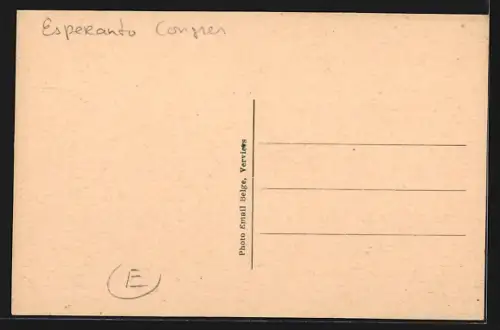 Esperanto Congres
Photo Email Belge, Verviers
E